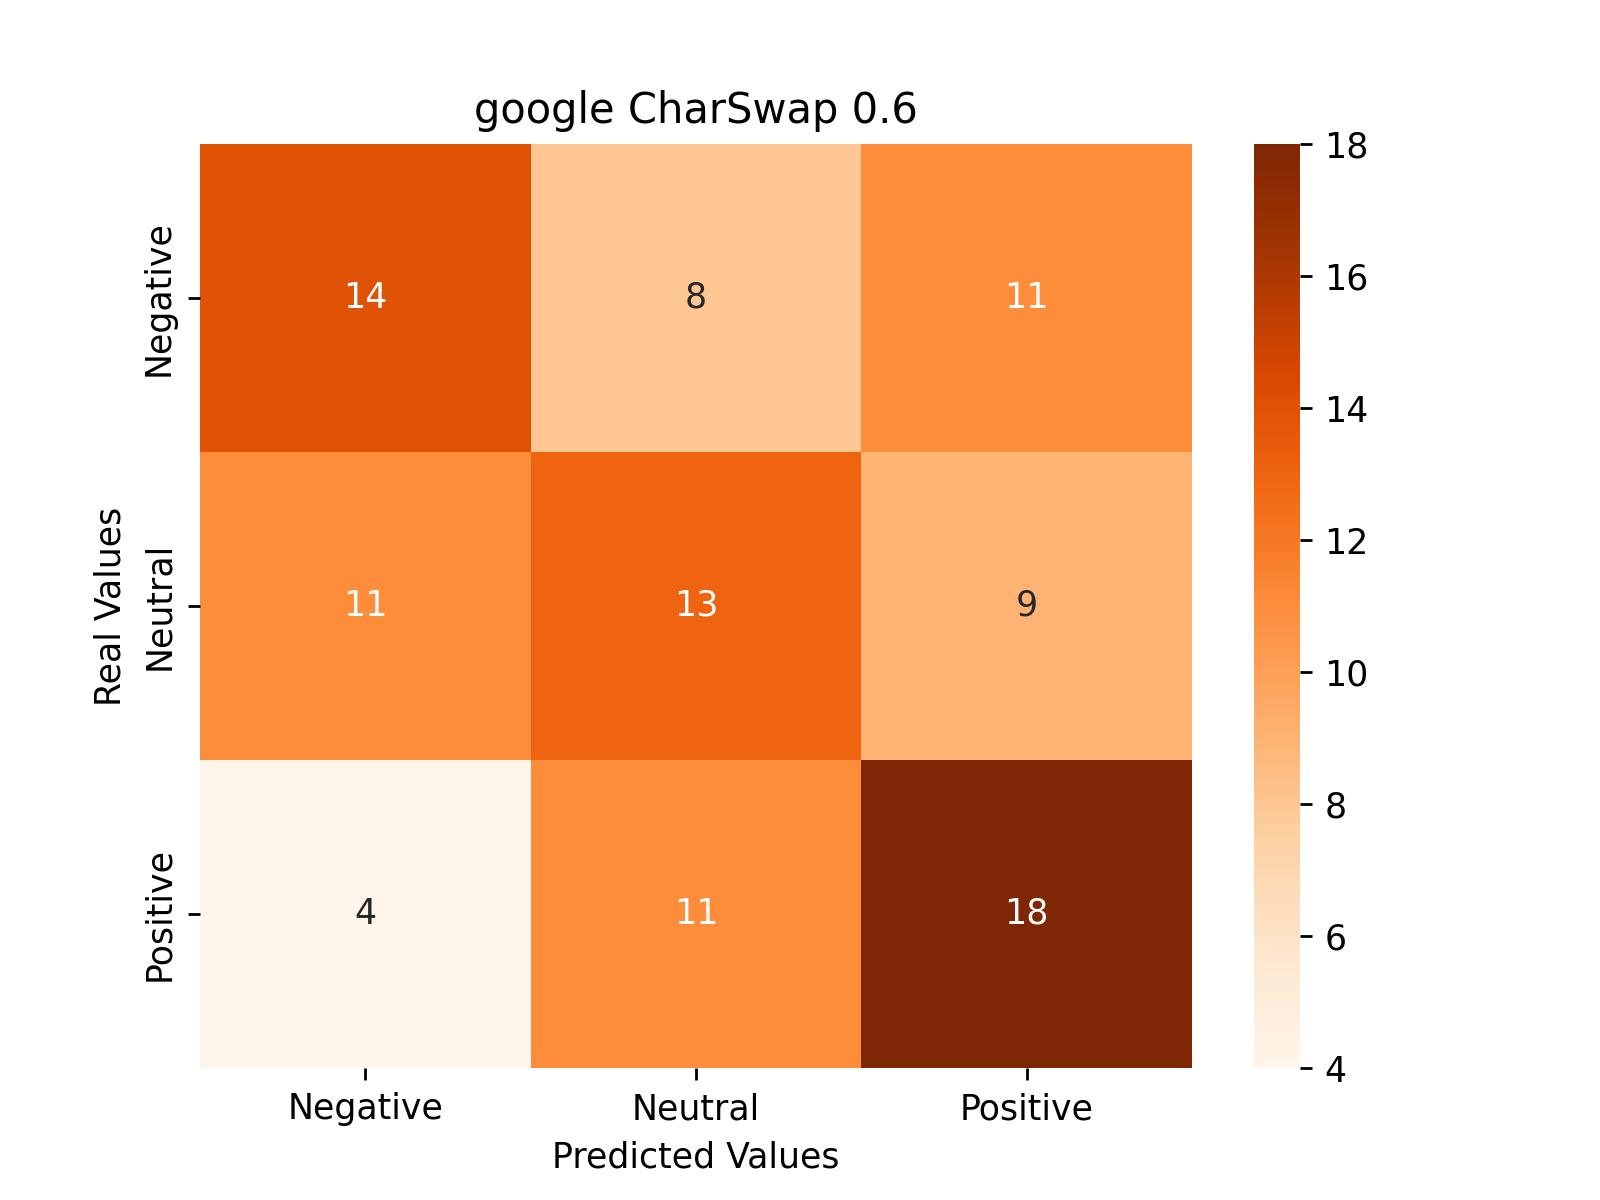 google CharSwap 0.6
Real Values
Negative
14 8 11
Neutral
11 13 9
Positive
4 11 18
Negative Neutral Positive
Predicted Values
18
16
14
12
10
8
6
4